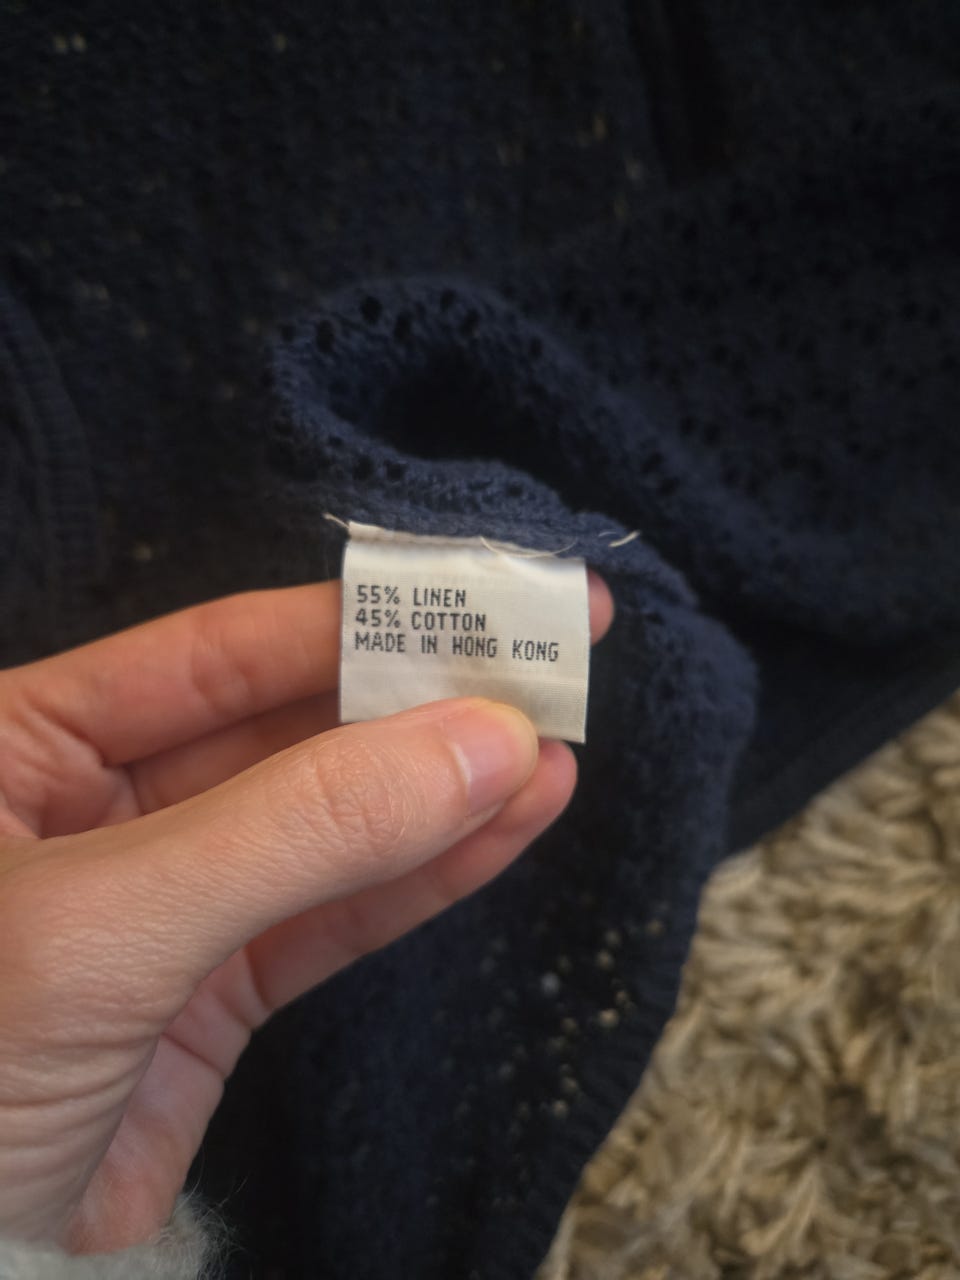 55% LINEN
45% COTTON
MADE IN HONG KONG